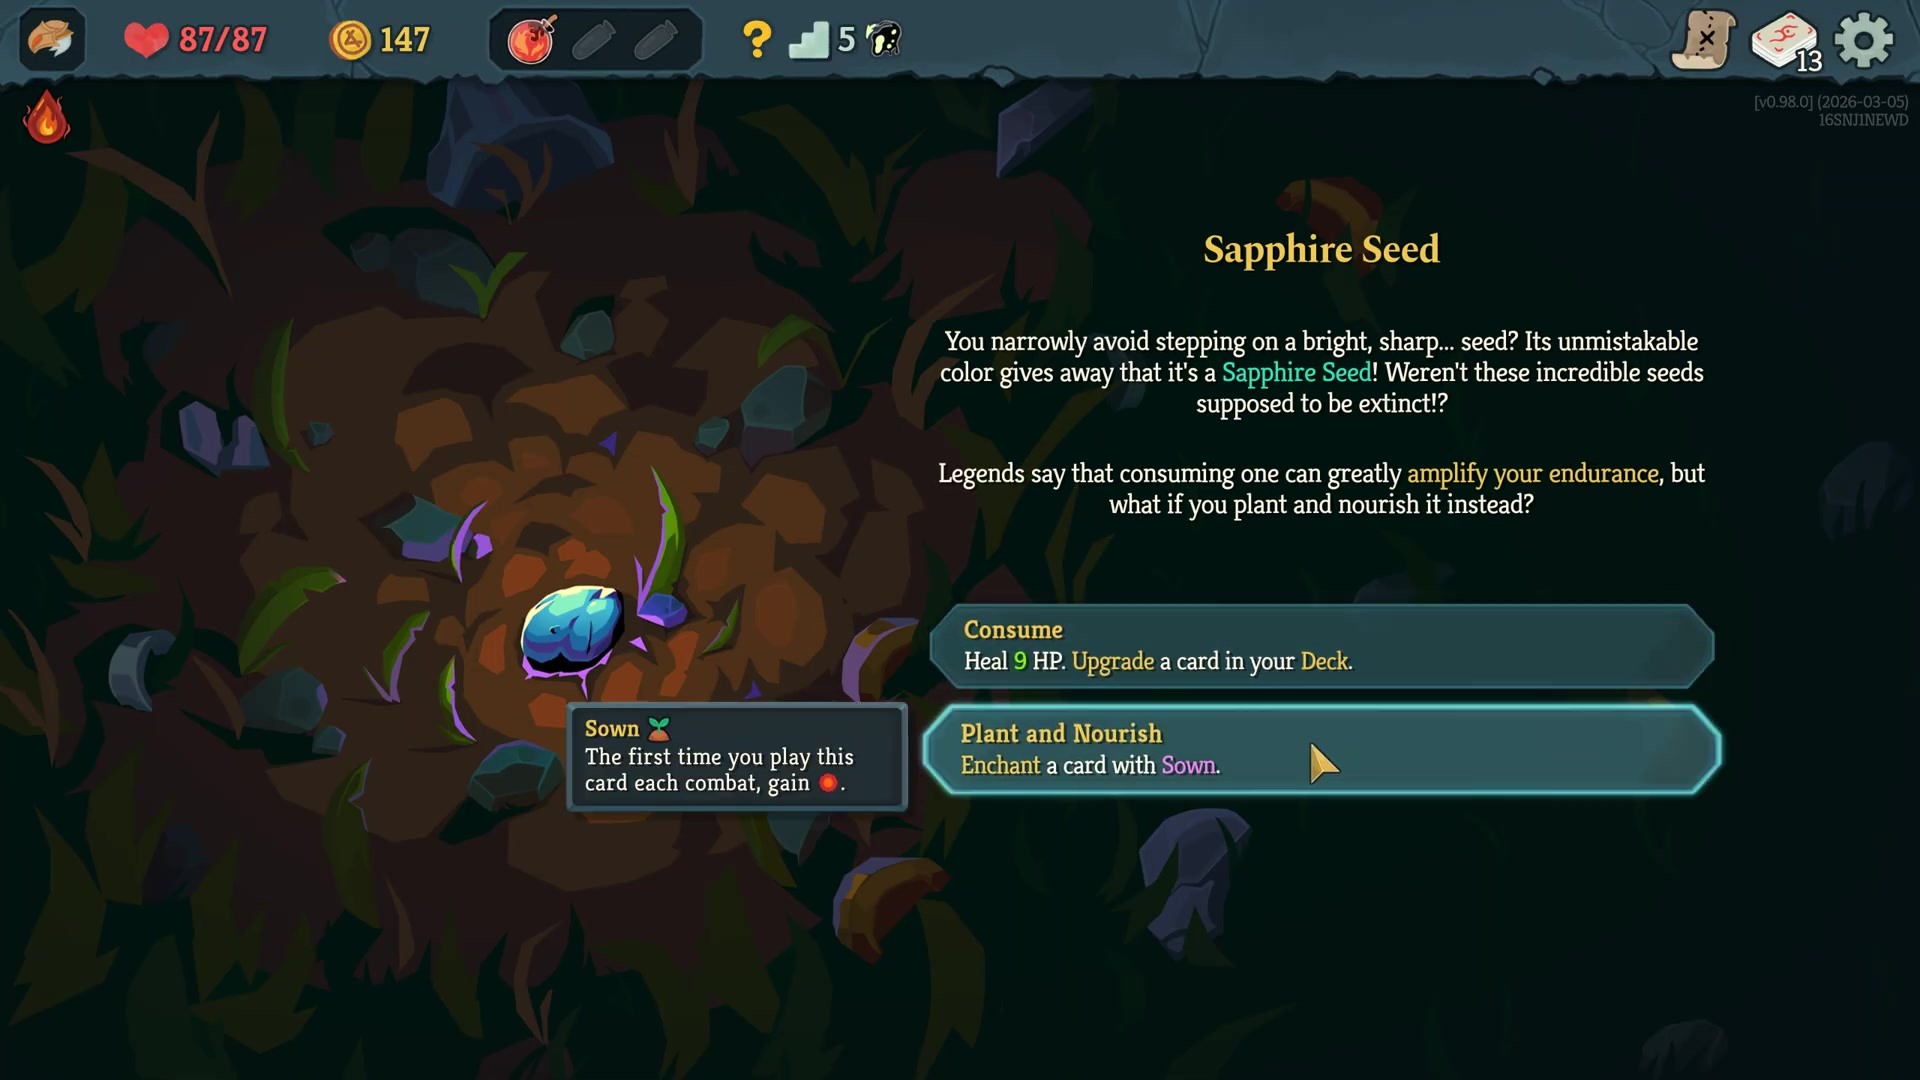 87/87
147
5
13
[v0.98.0] (2026-03-05)
16SNJ1NEWD
Sapphire Seed
You narrowly avoid stepping on a bright, sharp... seed? Its unmistakable
color gives away that it's a Sapphire Seed! Weren't these incredible seeds
supposed to be extinct!?
Legends say that consuming one can greatly amplify your endurance, but
what if you plant and nourish it instead?
Consume
Heal 9 HP. Upgrade a card in your Deck.
Sown
The first time you play this
card each combat, gain .
Plant and Nourish
Enchant a card with Sown.